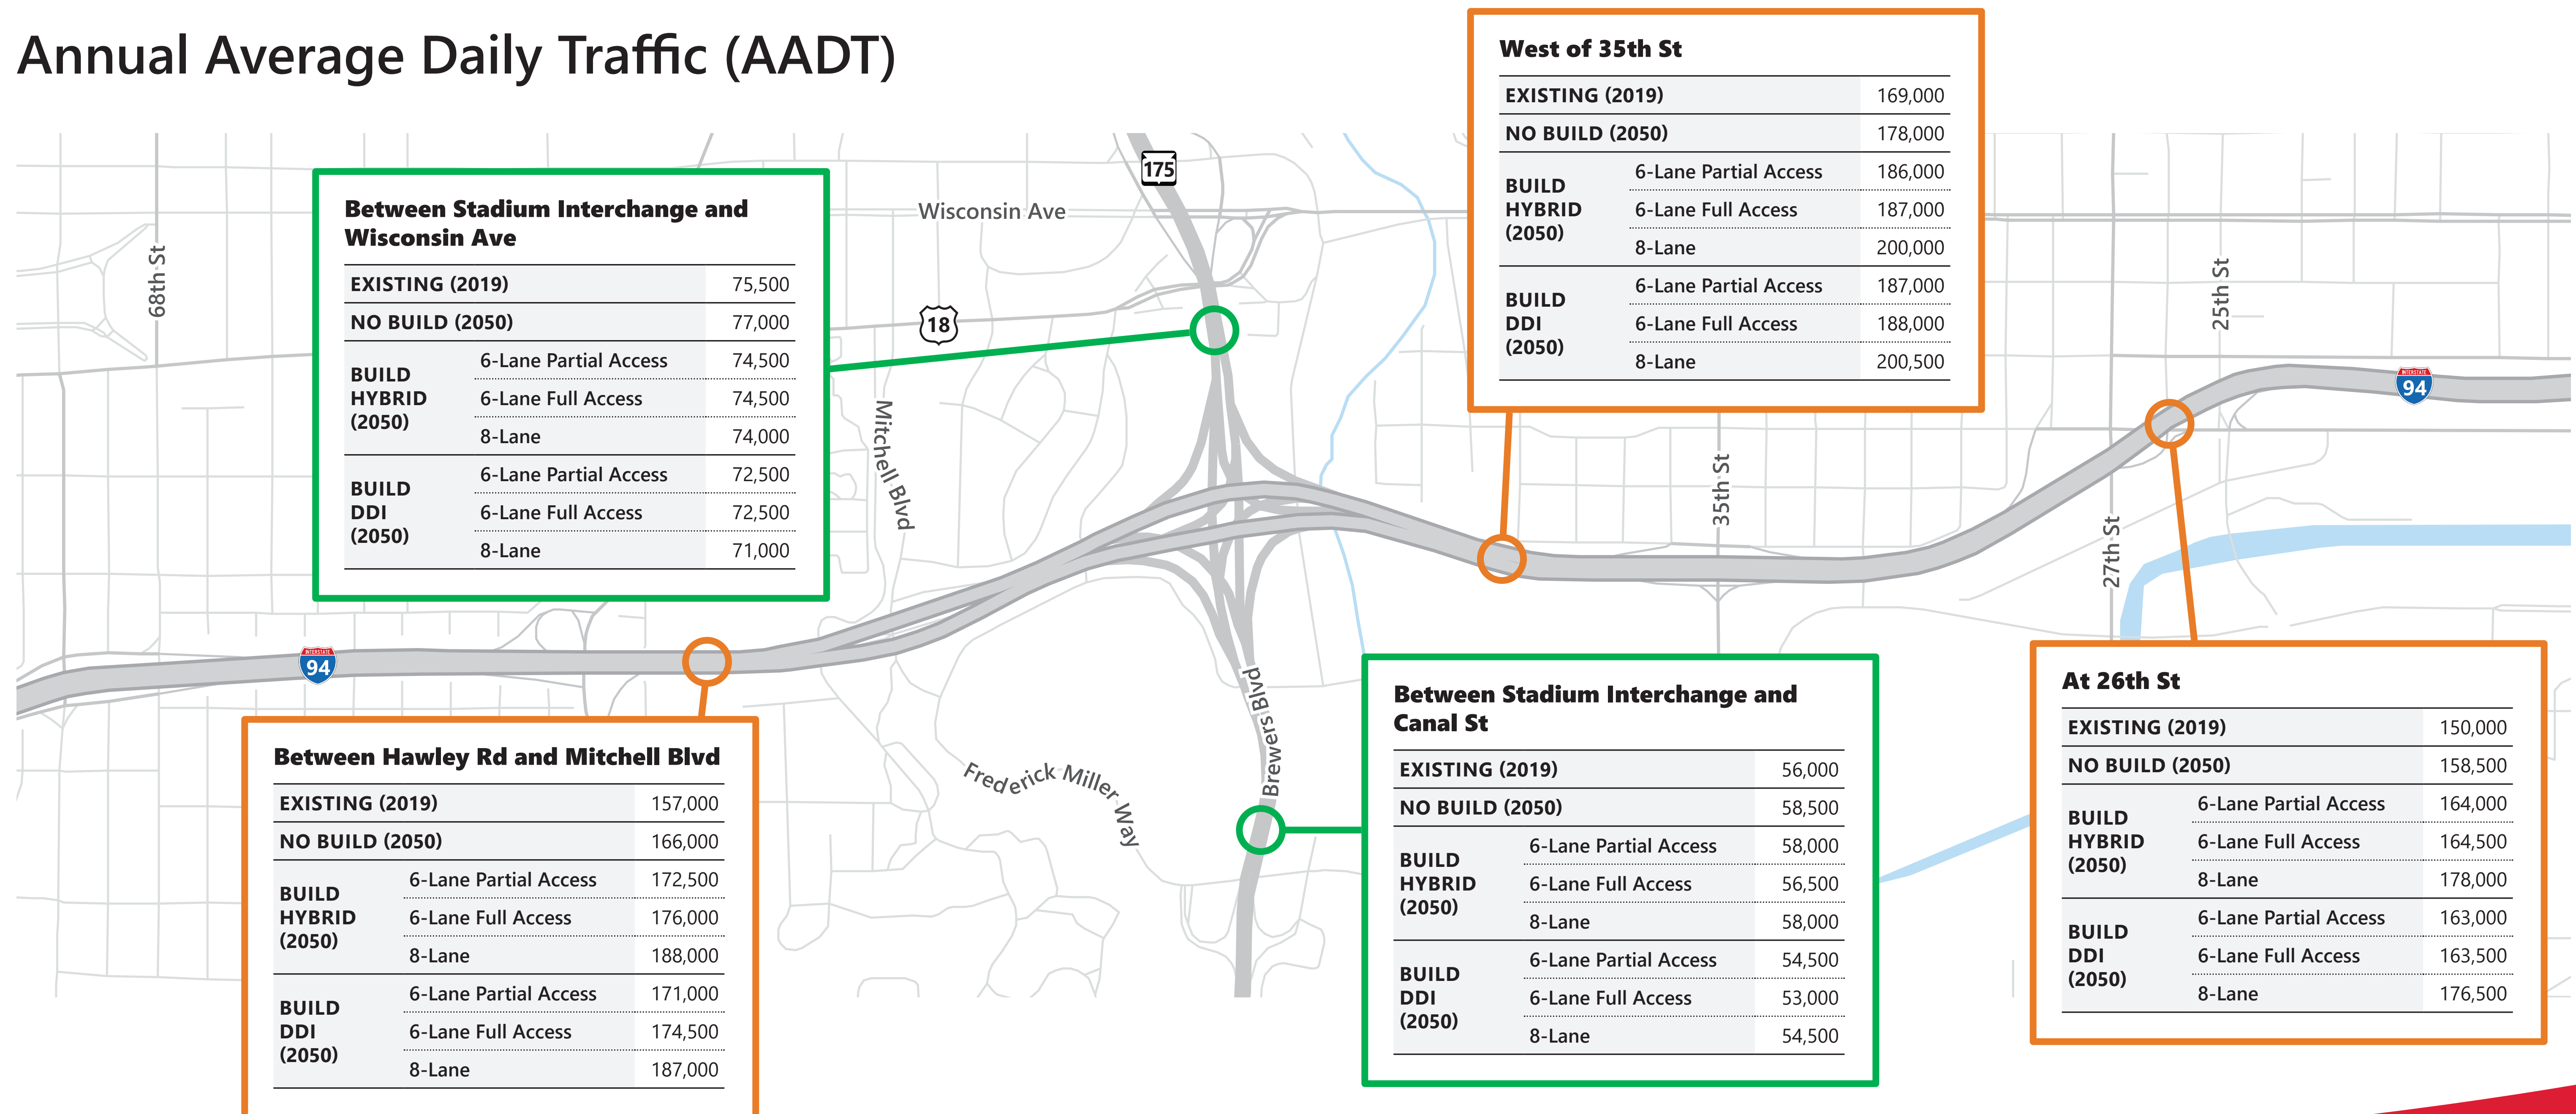 Annual Average Daily Traffic (AADT)
West of 35th St
EXISTING (2019) 169,000
NO BUILD (2050) 178,000
BUILD HYBRID (2050)
6-Lane Partial Access 186,000
6-Lane Full Access 187,000
8-Lane 200,000
BUILD DDI (2050)
6-Lane Partial Access 187,000
6-Lane Full Access 188,000
8-Lane 200,500
Between Stadium Interchange and
Wisconsin Ave
EXISTING (2019) 75,500
NO BUILD (2050) 77,000
BUILD HYBRID (2050)
6-Lane Partial Access 74,500
6-Lane Full Access 74,500
8-Lane 74,000
BUILD DDI (2050)
6-Lane Partial Access 72,500
6-Lane Full Access 72,500
8-Lane 71,000
175
Wisconsin Ave
68th St
18
Mitchell Blvd
25th St
INTERSTATE
94
35th St
27th St
INTERSTATE
94
Brewers Blvd
Frederick Miller Way
Between Hawley Rd and Mitchell Blvd
EXISTING (2019) 157,000
NO BUILD (2050) 166,000
BUILD HYBRID (2050)
6-Lane Partial Access 172,500
6-Lane Full Access 176,000
8-Lane 188,000
BUILD DDI (2050)
6-Lane Partial Access 171,000
6-Lane Full Access 174,500
8-Lane 187,000
Between Stadium Interchange and
Canal St
EXISTING (2019) 56,000
NO BUILD (2050) 58,500
BUILD HYBRID (2050)
6-Lane Partial Access 58,000
6-Lane Full Access 56,500
8-Lane 58,000
BUILD DDI (2050)
6-Lane Partial Access 54,500
6-Lane Full Access 53,000
8-Lane 54,500
At 26th St
EXISTING (2019) 150,000
NO BUILD (2050) 158,500
BUILD HYBRID (2050)
6-Lane Partial Access 164,000
6-Lane Full Access 164,500
8-Lane 178,000
BUILD DDI (2050)
6-Lane Partial Access 163,000
6-Lane Full Access 163,500
8-Lane 176,500